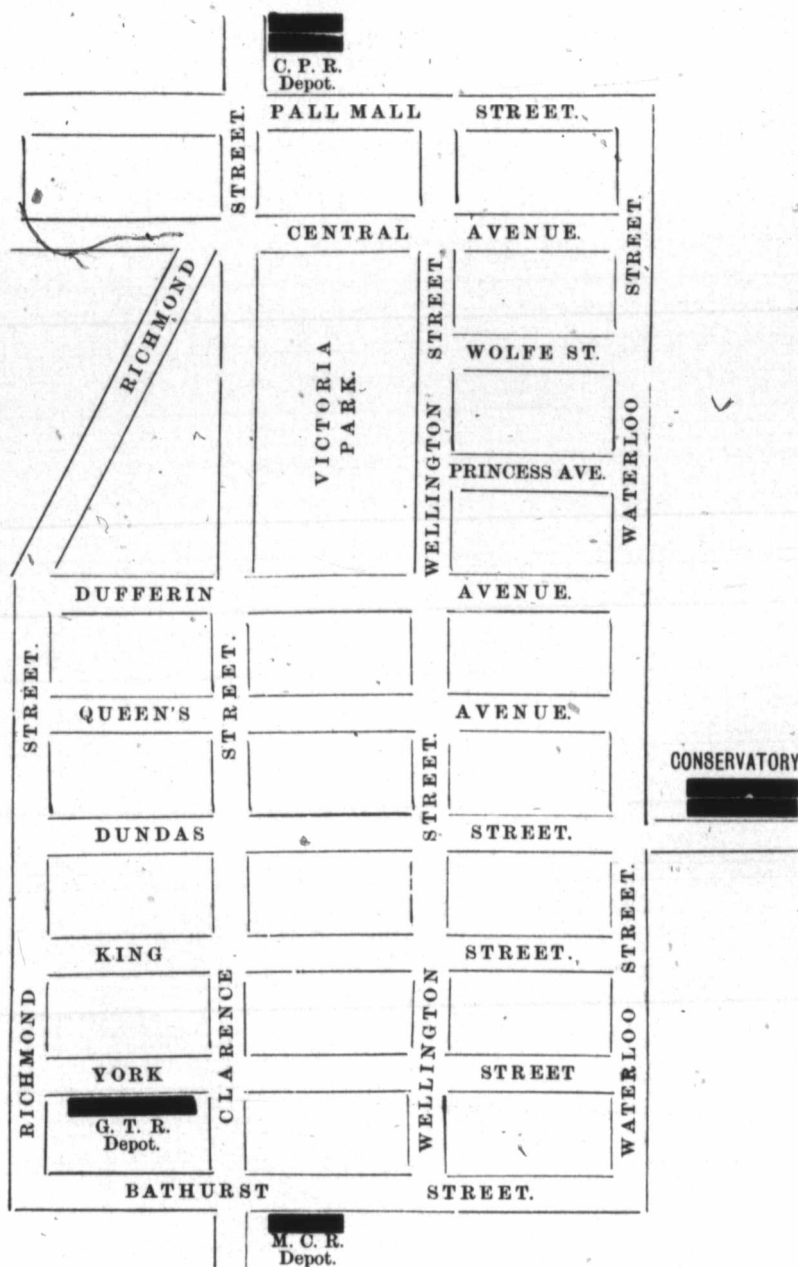 C. P. R.
Depot.
PALL MALL STREET.
STREET.
CENTRAL AVENUE.
STREET.
RICHMOND
STREET
VICTORIA
PARK.
WOLFE ST.
WELLINGTON
WATERLOO
PRINCESS AVE.
DUFFERIN AVENUE.
STREET.
STREET.
QUEEN'S AVENUE.
STREET.
CONSERVATORY
DUNDAS STREET.
STREET.
KING STREET.
RICHMOND
CLARENCE
WELLINGTON
WATERLOO
YORK STREET
G. T. R.
Depot.
BATHURST STREET.
M. C. R.
Depot.